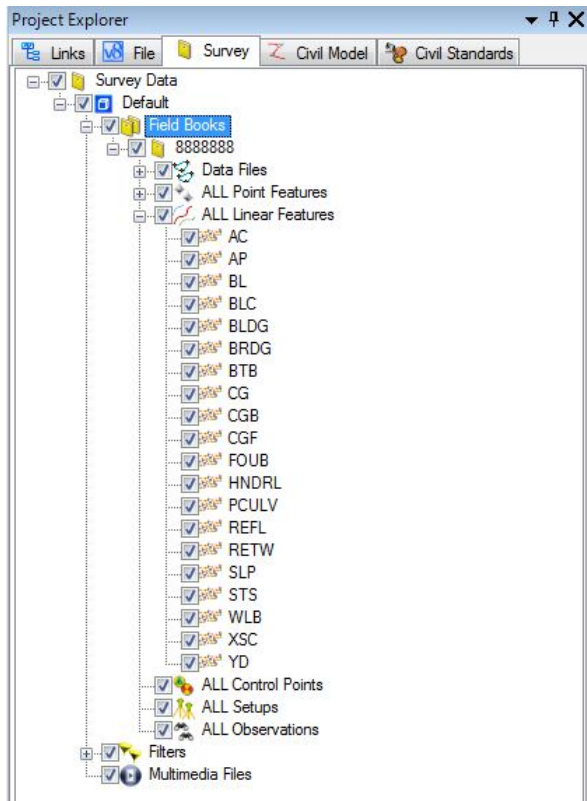 Project Explorer
Links File Survey Civil Model Civil Standards
Survey Data
Default
Field Books
8888888
Data Files
ALL Point Features
ALL Linear Features
AC
AP
BL
BLC
BLDG
BRDG
BTB
CG
CGB
CGF
FOUB
HNDRL
PCULV
REFL
RETW
SLP
STS
WLB
XSC
YD
ALL Control Points
ALL Setups
ALL Observations
Filters
Multimedia Files